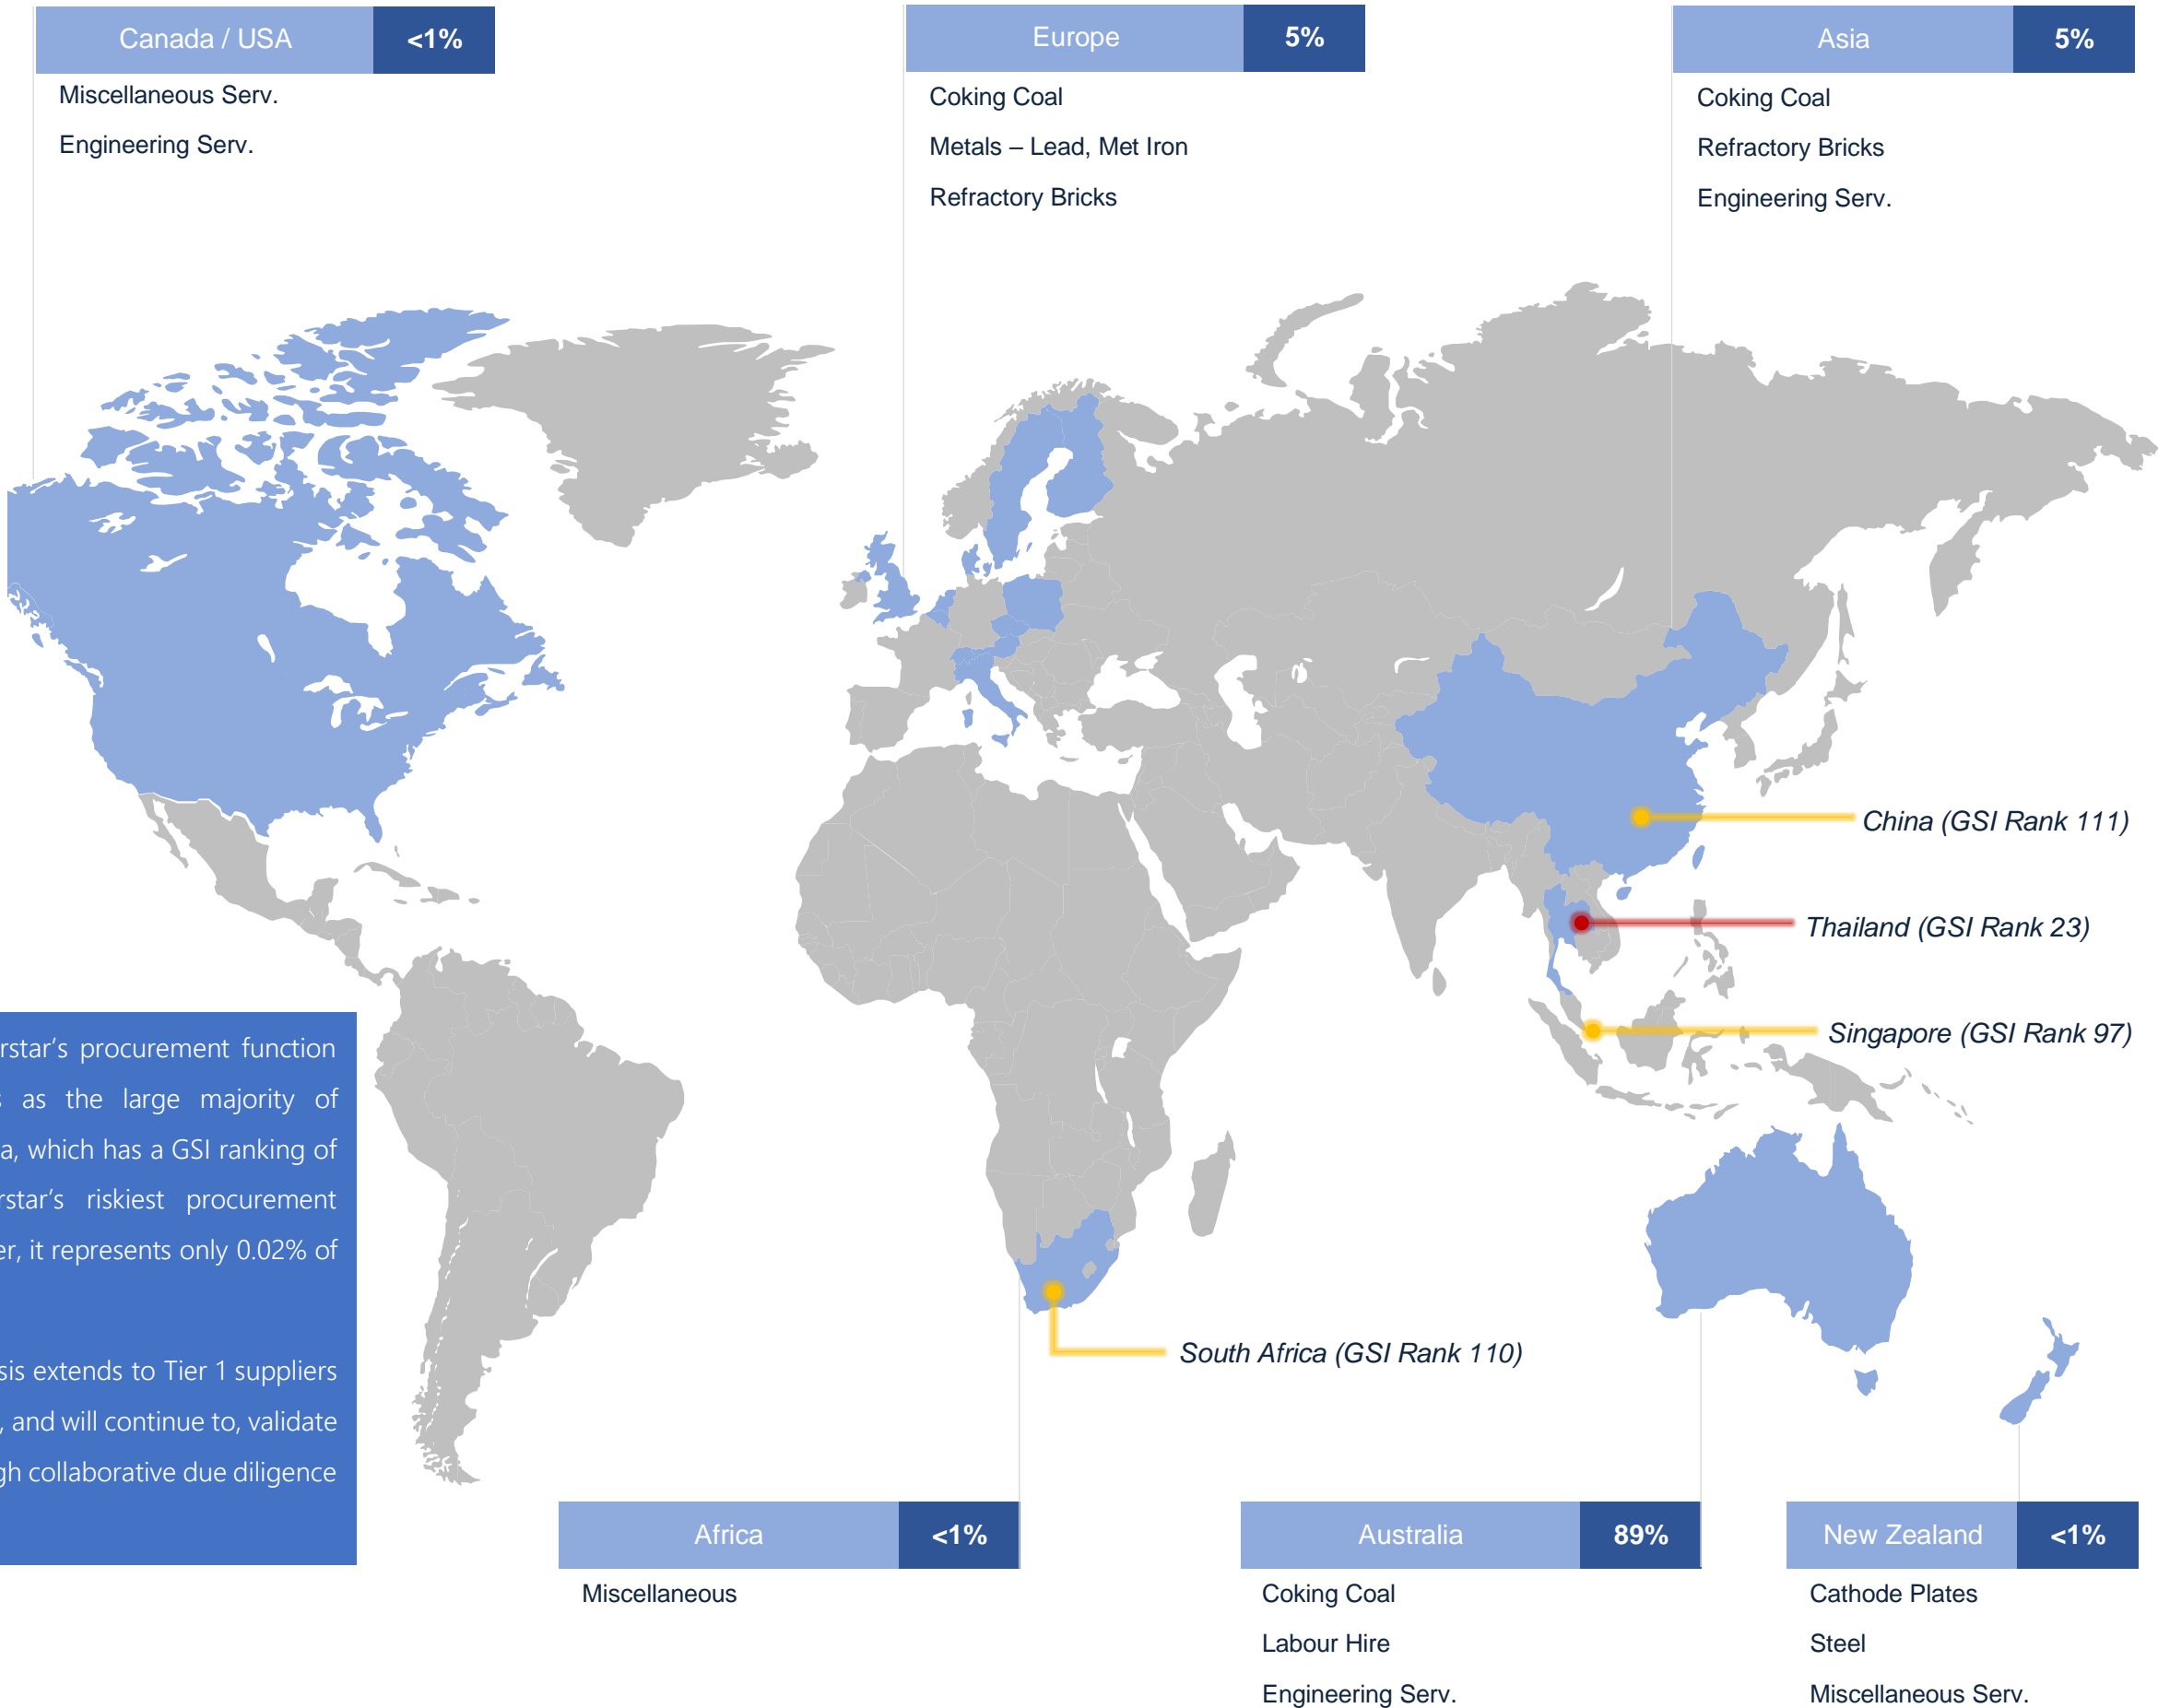 Canada / USA <1%
Miscellaneous Serv.
Engineering Serv.
Europe 5%
Coking Coal
Metals – Lead, Met Iron
Refractory Bricks
Asia 5%
Coking Coal
Refractory Bricks
Engineering Serv.
China (GSI Rank 111)
Thailand (GSI Rank 23)
Singapore (GSI Rank 97)
South Africa (GSI Rank 110)
rstar’s procurement function
s as the large majority of
a, which has a GSI ranking of
rstar’s riskiest procurement
er, it represents only 0.02% of
sis extends to Tier 1 suppliers
, and will continue to, validate
gh collaborative due diligence
Africa <1%
Miscellaneous
Australia 89%
Coking Coal
Labour Hire
Engineering Serv.
New Zealand <1%
Cathode Plates
Steel
Miscellaneous Serv.